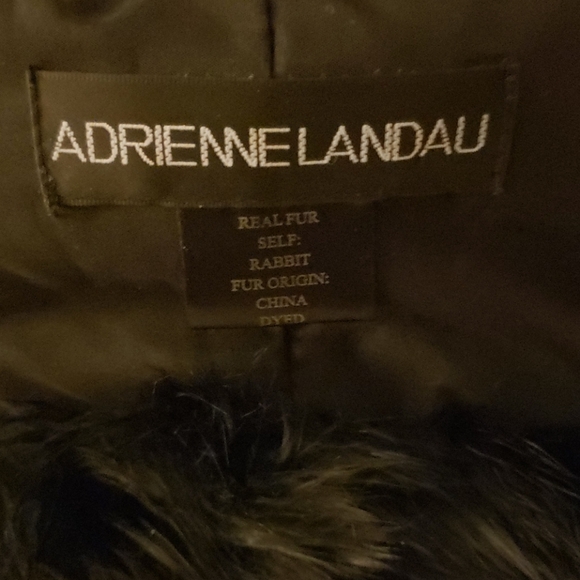 ADRIENNE LANDAU
REAL FUR
SELF:
RABBIT
FUR ORIGIN:
CHINA
DYED